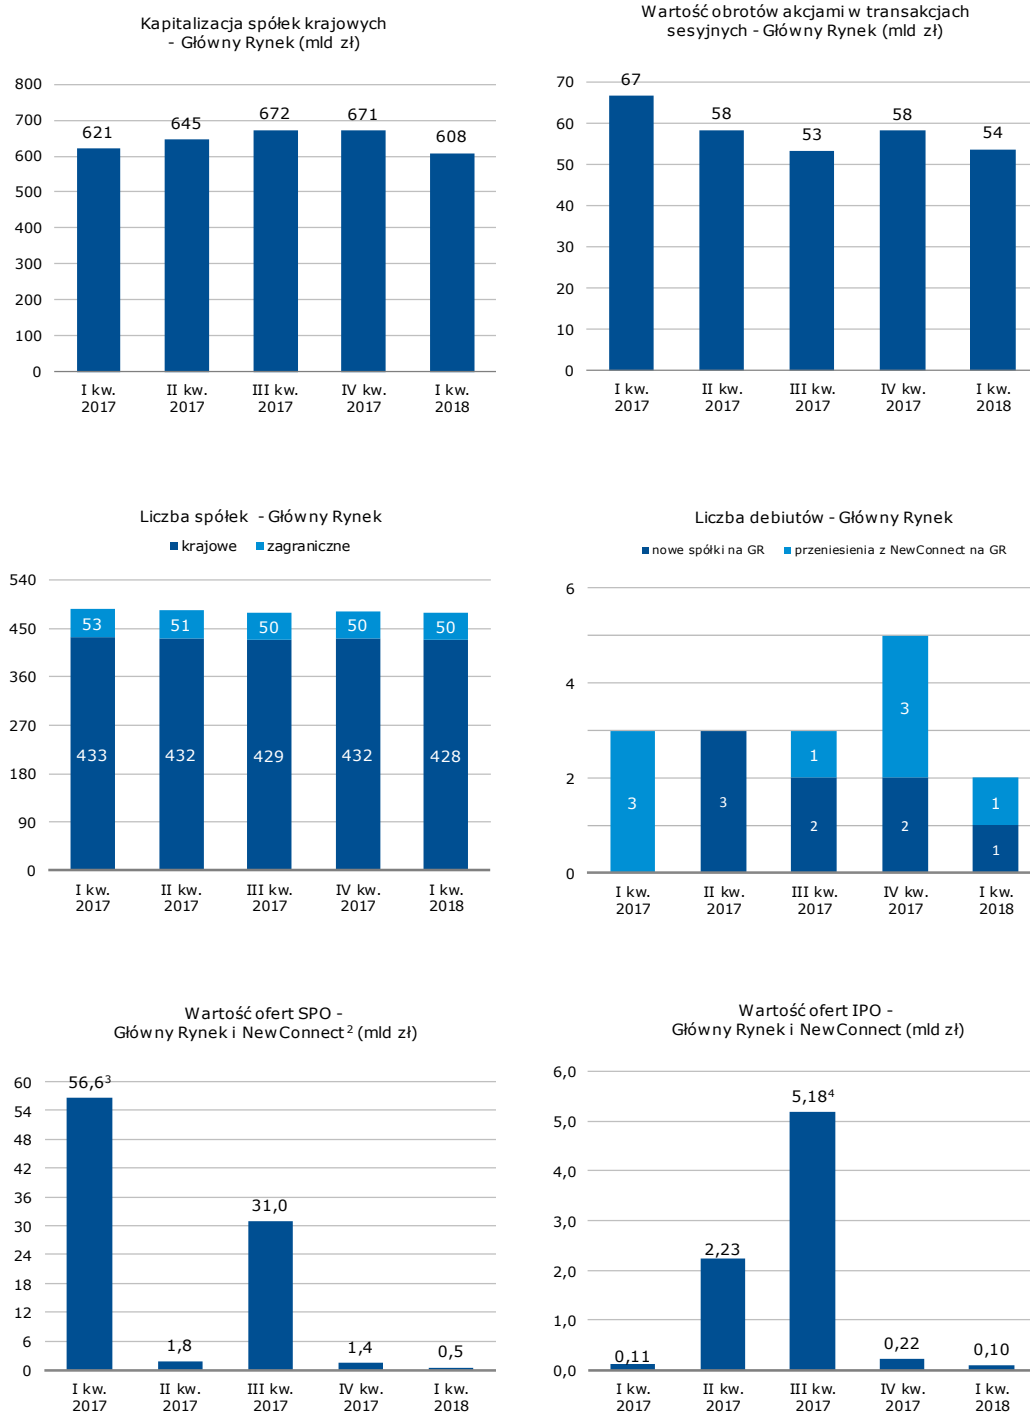 Kapitalizacja spółek krajowych
- Główny Rynek (mld zł)
800
700
600
500
400
300
200
100
0
621
645
672
671
608
I kw.
2017
II kw.
2017
III kw.
2017
IV kw.
2017
I kw.
2018
Wartość obrotów akcjami w transakcjach
sesyjnych - Główny Rynek (mld zł)
70
60
50
40
30
20
10
0
67
58
53
58
54
I kw.
2017
II kw.
2017
III kw.
2017
IV kw.
2017
I kw.
2018
Liczba spółek - Główny Rynek
krajowe zagraniczne
540
450
360
270
180
90
0
53
51
50
50
50
433
432
429
432
428
I kw.
2017
II kw.
2017
III kw.
2017
IV kw.
2017
I kw.
2018
Liczba debiutów - Główny Rynek
nowe spółki na GR przeniesienia z NewConnect na GR
6
4
2
0
3
3
1
2
3
2
1
1
I kw.
2017
II kw.
2017
III kw.
2017
IV kw.
2017
I kw.
2018
Wartość ofert SPO -
Główny Rynek i NewConnect² (mld zł)
60
54
48
42
36
30
24
18
12
6
0
56,6³
1,8
31,0
1,4
0,5
I kw.
2017
II kw.
2017
III kw.
2017
IV kw.
2017
I kw.
2018
Wartość ofert IPO -
Główny Rynek i NewConnect (mld zł)
6,0
5,0
4,0
3,0
2,0
1,0
0,0
0,11
2,23
5,18⁴
0,22
0,10
I kw.
2017
II kw.
2017
III kw.
2017
IV kw.
2017
I kw.
2018